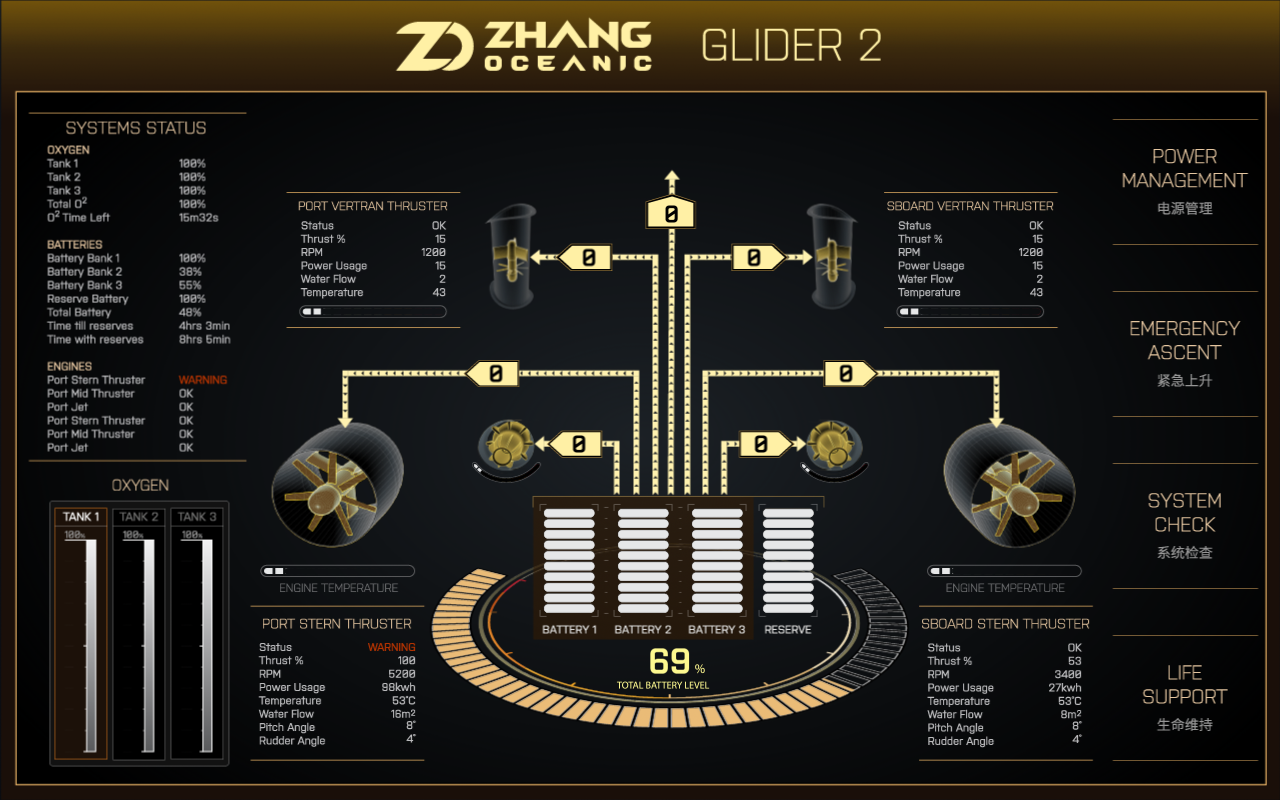 ZHANG
OCEANIC
GLIDER 2
SYSTEMS STATUS
OXYGEN
Tank 1 100%
Tank 2 100%
Tank 3 100%
Total O² 100%
O² Time Left 15m32s
BATTERIES
Battery Bank 1 100%
Battery Bank 2 38%
Battery Bank 3 55%
Reserve Battery 100%
Total Battery 48%
Time till reserves 4hrs 3min
Time with reserves 8hrs 5min
ENGINES
Port Stern Thruster WARNING
Port Mid Thruster OK
Port Jet OK
Port Stern Thruster OK
Port Mid Thruster OK
Port Jet OK
OXYGEN
TANK 1 TANK 2 TANK 3
100% 100% 100%
PORT VERTRAN THRUSTER
Status OK
Thrust % 15
RPM 1200
Power Usage 15
Water Flow 2
Temperature 43
0
0 0
0 0
0 0
SBOARD VERTRAN THRUSTER
Status OK
Thrust % 15
RPM 1200
Power Usage 15
Water Flow 2
Temperature 43
ENGINE TEMPERATURE
PORT STERN THRUSTER
Status WARNING
Thrust % 100
RPM 5200
Power Usage 98kwh
Temperature 53°C
Water Flow 16m²
Pitch Angle 8°
Rudder Angle 4°
BATTERY 1 BATTERY 2 BATTERY 3 RESERVE
69 %
TOTAL BATTERY LEVEL
ENGINE TEMPERATURE
SBOARD STERN THRUSTER
Status OK
Thrust % 53
RPM 3400
Power Usage 27kwh
Temperature 53°C
Water Flow 8m²
Pitch Angle 8°
Rudder Angle 4°
POWER
MANAGEMENT
电源管理
EMERGENCY
ASCENT
紧急上升
SYSTEM
CHECK
系统检查
LIFE
SUPPORT
生命维持